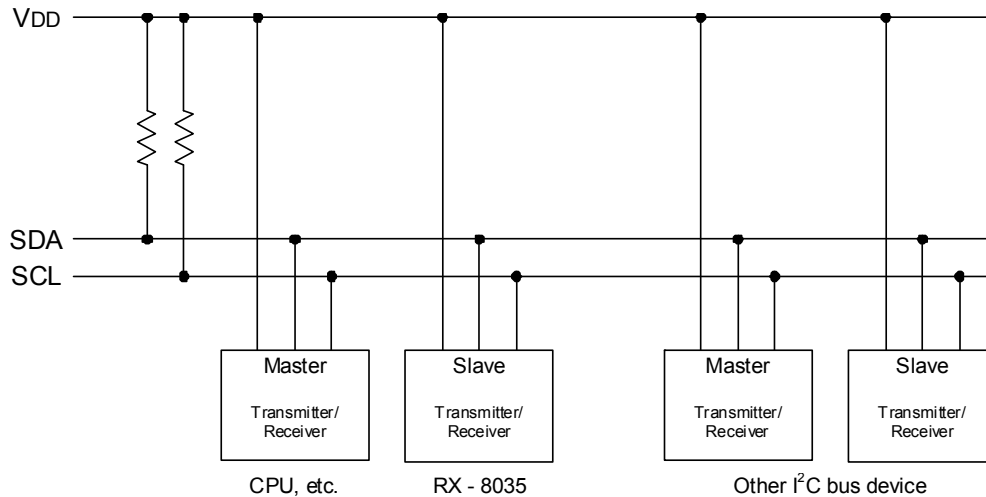 VDD
SDA
SCL
Master
Transmitter/
Receiver
Slave
Transmitter/
Receiver
Master
Transmitter/
Receiver
Slave
Transmitter/
Receiver
CPU, etc.
RX - 8035
Other I²C bus device